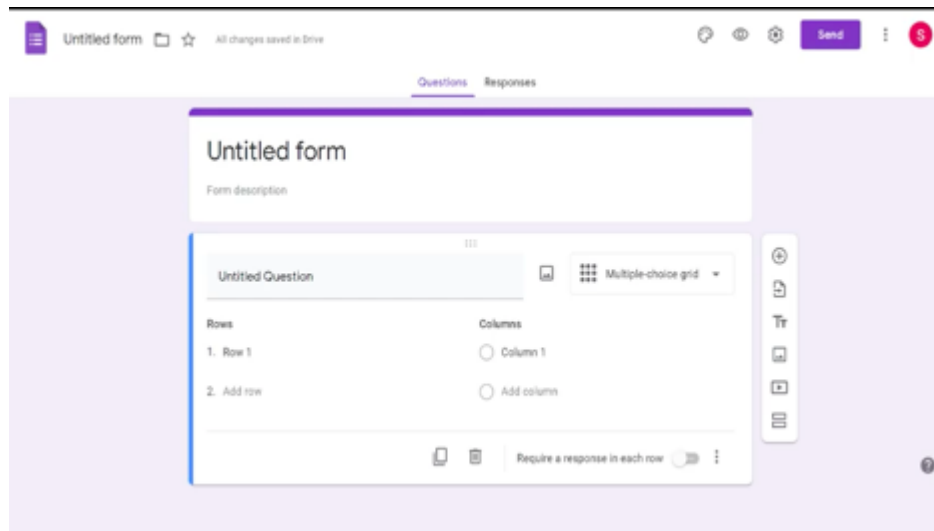 Untitled form All changes saved in Drive Send S
Questions Responses
Untitled form
Form description
Untitled Question Multiple-choice grid
Rows Columns
1. Row 1 Column 1
2. Add row Add column
Require a response in each row